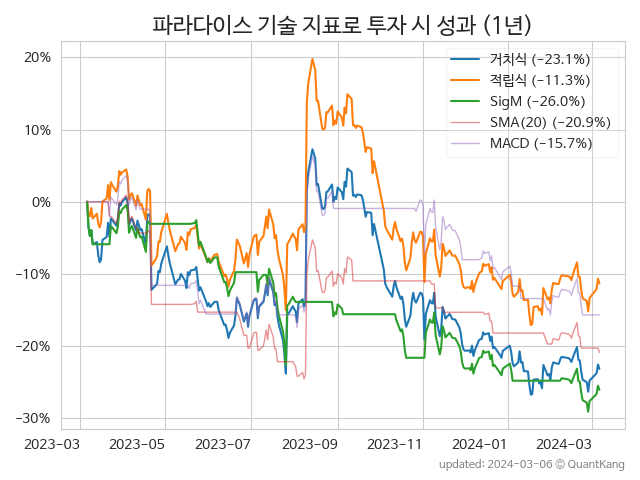 파라다이스 기술 지표로 투자 시 성과 (1년)
거치식 (−23.1%)
적립식 (−11.3%)
SigM (−26.0%)
SMA(20) (−20.9%)
MACD (−15.7%)
20%
10%
0%
−10%
−20%
−30%
2023−03 2023−05 2023−07 2023−09 2023−11 2024−01 2024−03
updated: 2024−03−06 ⓒ QuantKang